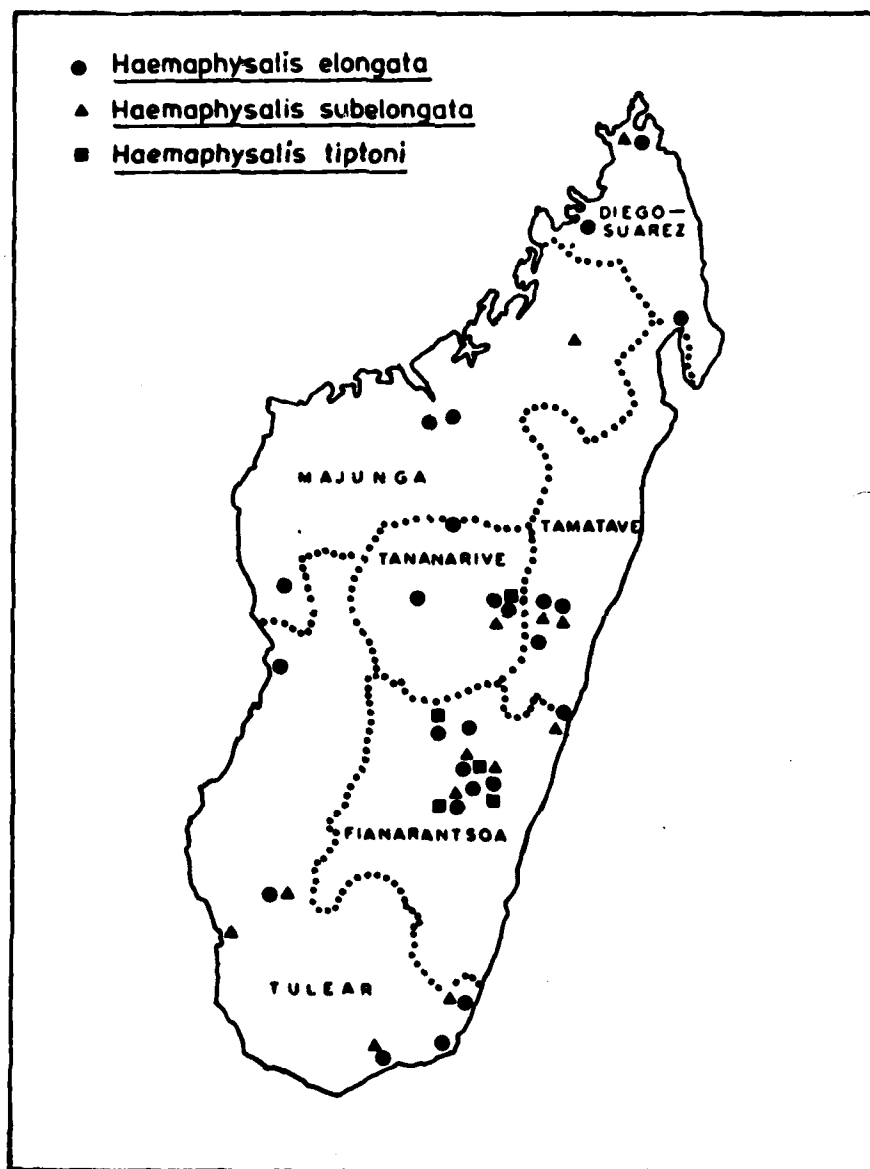 Haemaphysalis elongata
Haemaphysalis subelongata
Haemaphysalis tiptoni
DIEGO—
SUAREZ
MAJUNGA
TAMATAVE
TANANARIVE
FIANARANTSOA
TULEAR